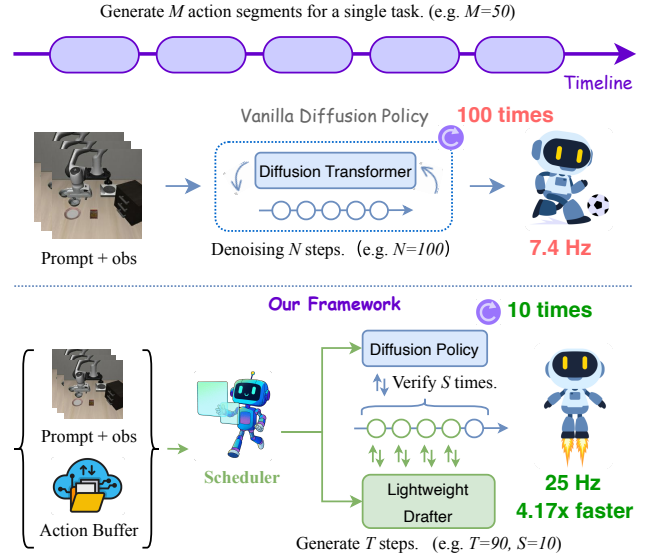 Generate M action segments for a single task. (e.g. M=50)
Timeline
Vanilla Diffusion Policy
100 times
Diffusion Transformer
Prompt + obs
Denoising N steps. (e.g. N=100)
7.4 Hz
Our Framework
10 times
Diffusion Policy
Verify S times.
Prompt + obs
Scheduler
Lightweight
Drafter
Action Buffer
25 Hz
4.17x faster
Generate T steps. (e.g. T=90, S=10)